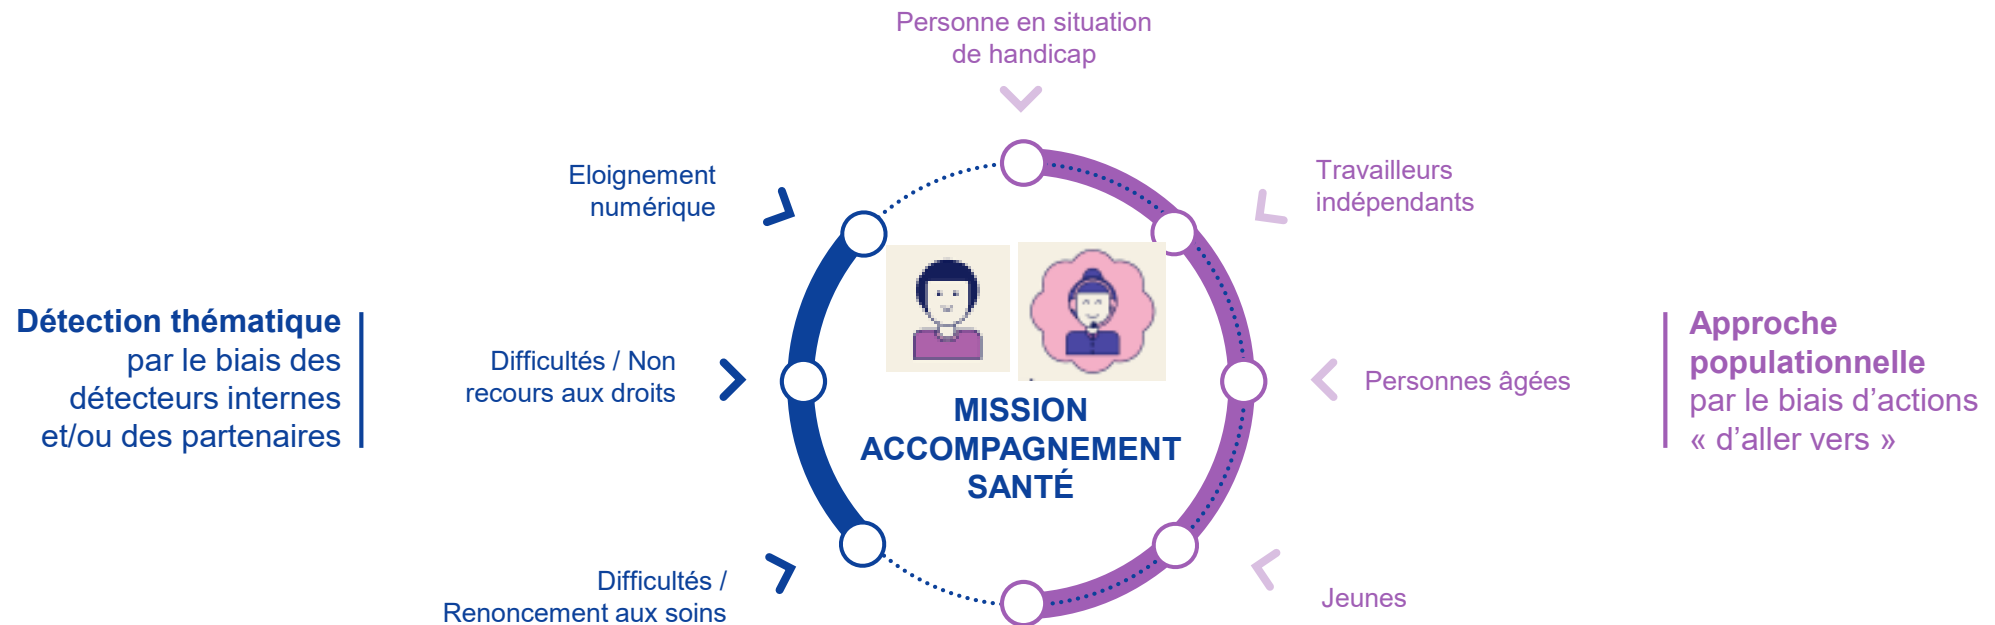 Personne en situation
de handicap
Eloignement
numérique
Travailleurs
indépendants
Détection thématique
par le biais des
détecteurs internes
et/ou des partenaires
Difficultés / Non
recours aux droits
MISSION
ACCOMPAGNEMENT
SANTÉ
Personnes âgées
Approche
populationnelle
par le biais d’actions
« d’aller vers »
Difficultés /
Renoncement aux soins
Jeunes